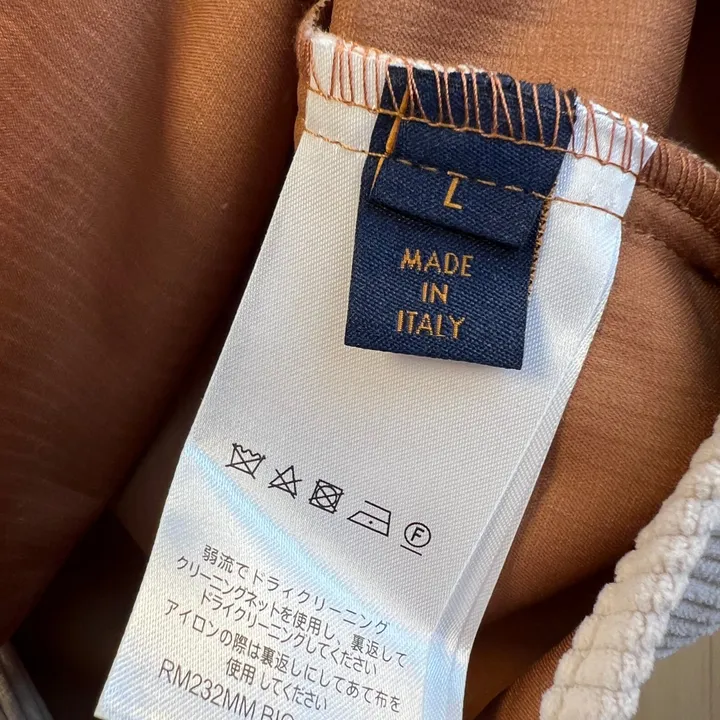 L
MADE
IN
ITALY
F
弱流でドライクリーニング
クリーニングネットを使用し、裏返して
ドライクリーニングしてください
アイロンの際は裏返しにしてあて布を
使用してください
RM232MM